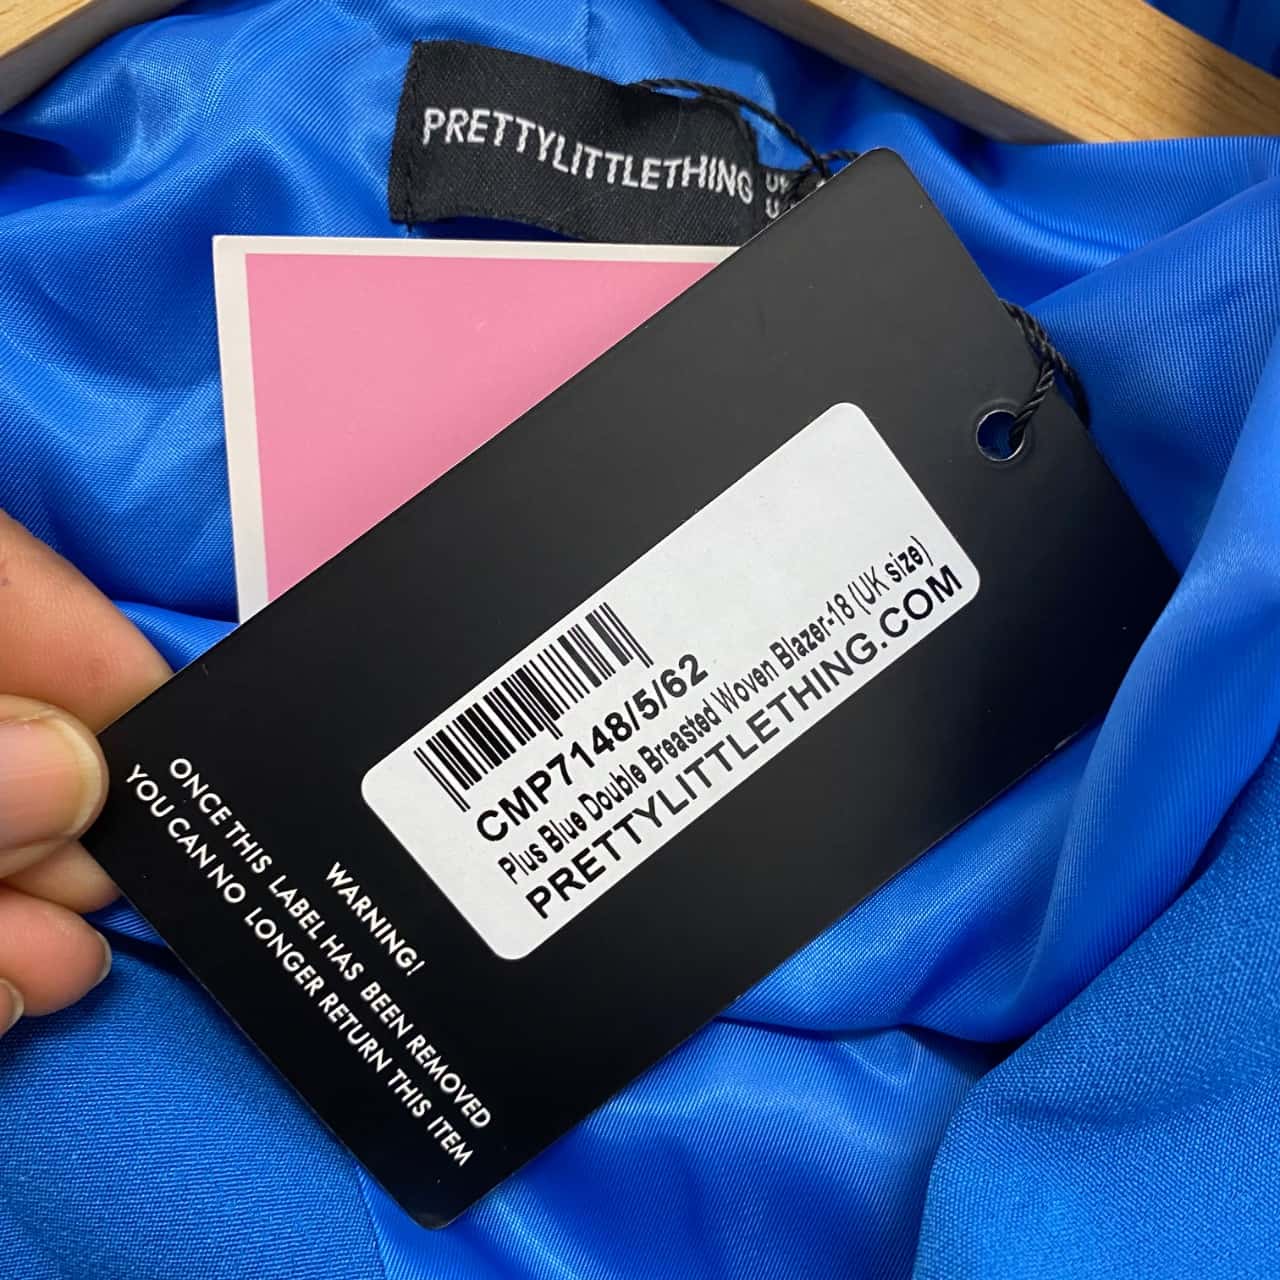 PRETTYLITTLETHING
CMP7148/5/62
Plus Blue Double Breasted Woven Blazer-18 (UK size)
PRETTYLITTLETHING.COM
WARNING!
ONCE THIS LABEL HAS BEEN REMOVED
YOU CAN NO LONGER RETURN THIS ITEM